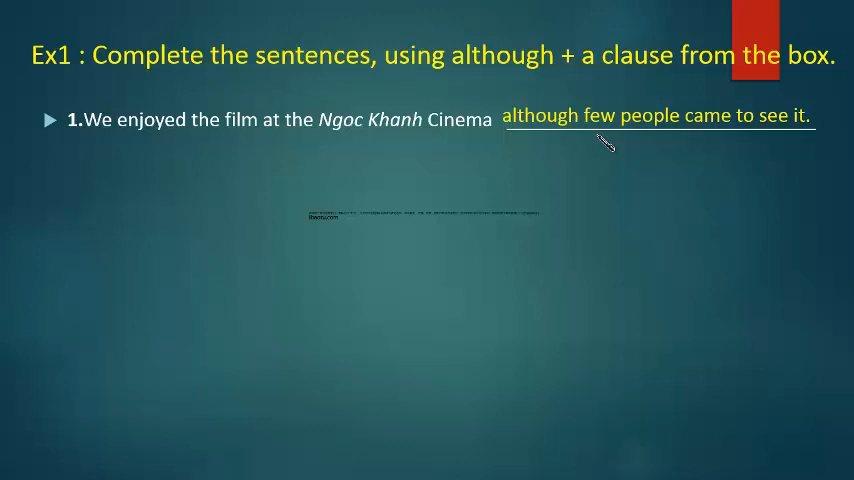 Ex1 : Complete the sentences, using although + a clause from the box.
1.We enjoyed the film at the Ngoc Khanh Cinema although few people came to see it.